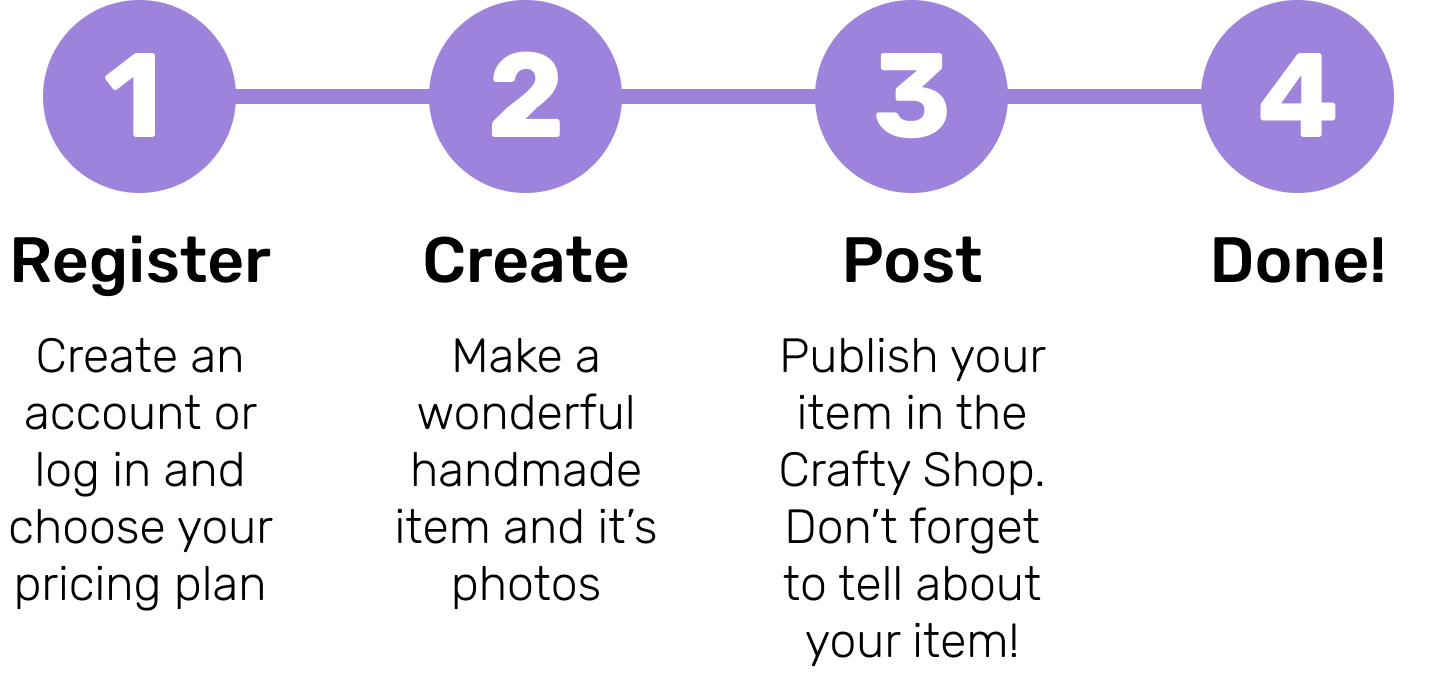 1
2
3
4
Register
Create an
account or
log in and
choose your
pricing plan
Create
Make a
wonderful
handmade
item and it’s
photos
Post
Publish your
item in the
Crafty Shop.
Don’t forget
to tell about
your item!
Done!